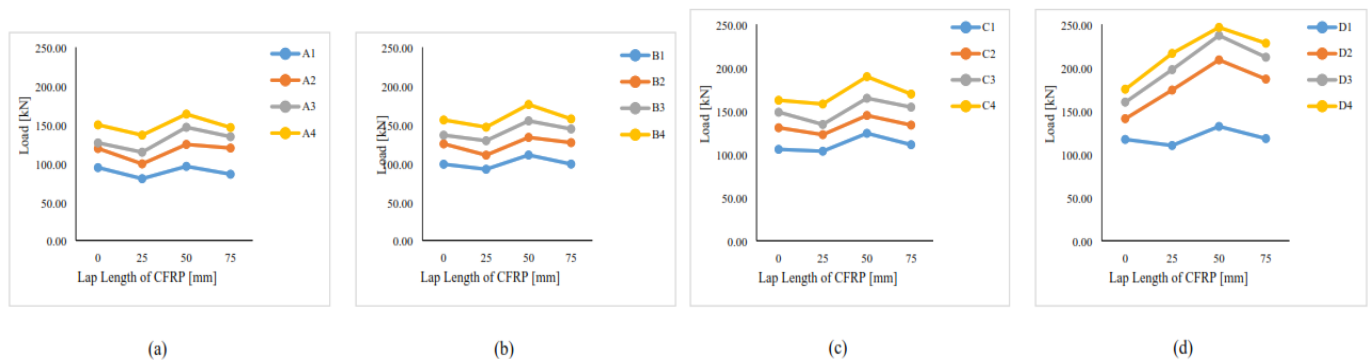 250.00
200.00
150.00
100.00
50.00
0.00
Load [kN]
0 25 50 75
Lap Length of CFRP [mm]
A1
A2
A3
A4
(a)
250.00
200.00
150.00
100.00
50.00
0.00
Load [kN]
0 25 50 75
Lap Length of CFRP [mm]
B1
B2
B3
B4
(b)
250.00
200.00
150.00
100.00
50.00
0.00
Load [kN]
0 25 50 75
Lap Length of CFRP [mm]
C1
C2
C3
C4
(c)
250.00
200.00
150.00
100.00
50.00
0.00
Load [kN]
0 25 50 75
Lap Length of CFRP [mm]
D1
D2
D3
D4
(d)